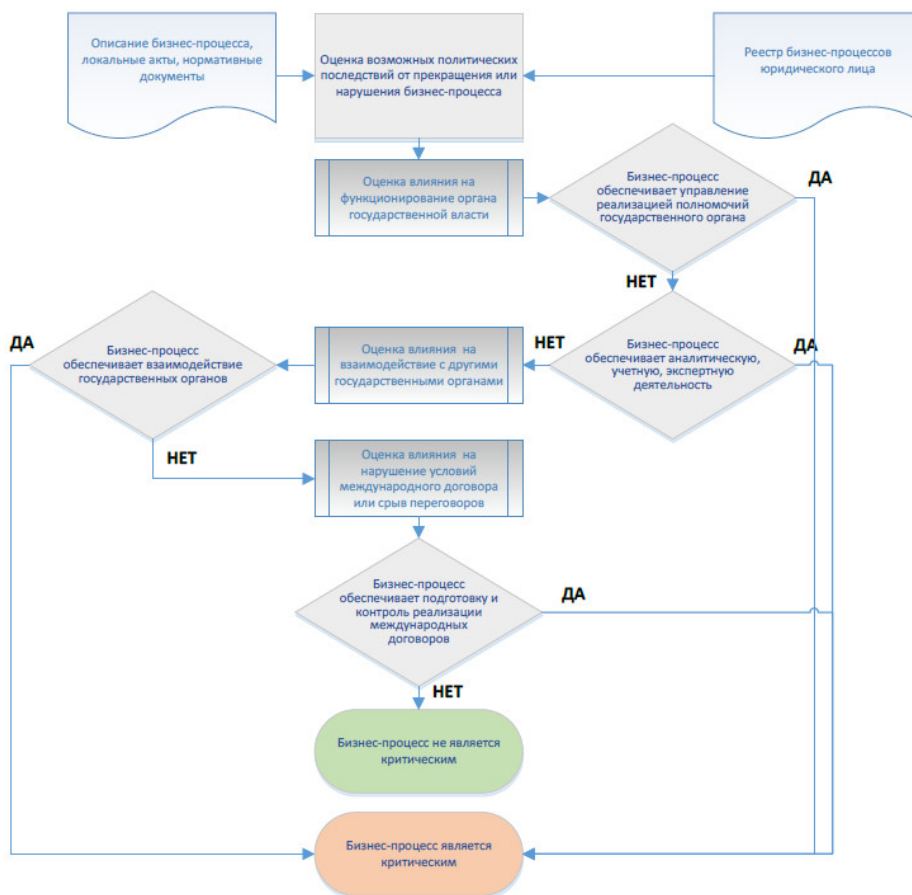 Описание бизнес-процесса,
локальные акты, нормативные
документы
Оценка возможных политических
последствий от прекращения или
нарушения бизнес-процесса
Реестр бизнес-процессов
юридического лица
Оценка влияния на
функционирование органа
государственной власти
Бизнес-процесс
обеспечивает управление
реализацией полномочий
государственного органа
ДА
НЕТ
ДА
Бизнес-процесс
обеспечивает взаимодействие
государственных органов
Оценка влияния на
взаимодействие с другими
государственными органами
НЕТ
Бизнес-процесс
обеспечивает аналитическую,
учетную, экспертную
деятельность
ДА
НЕТ
Оценка влияния на
нарушение условий
международного договора
или срыв переговоров
Бизнес-процесс
обеспечивает подготовку и
контроль реализации
международных
договоров
ДА
НЕТ
Бизнес-процесс не является
критическим
Бизнес-процесс является
критическим